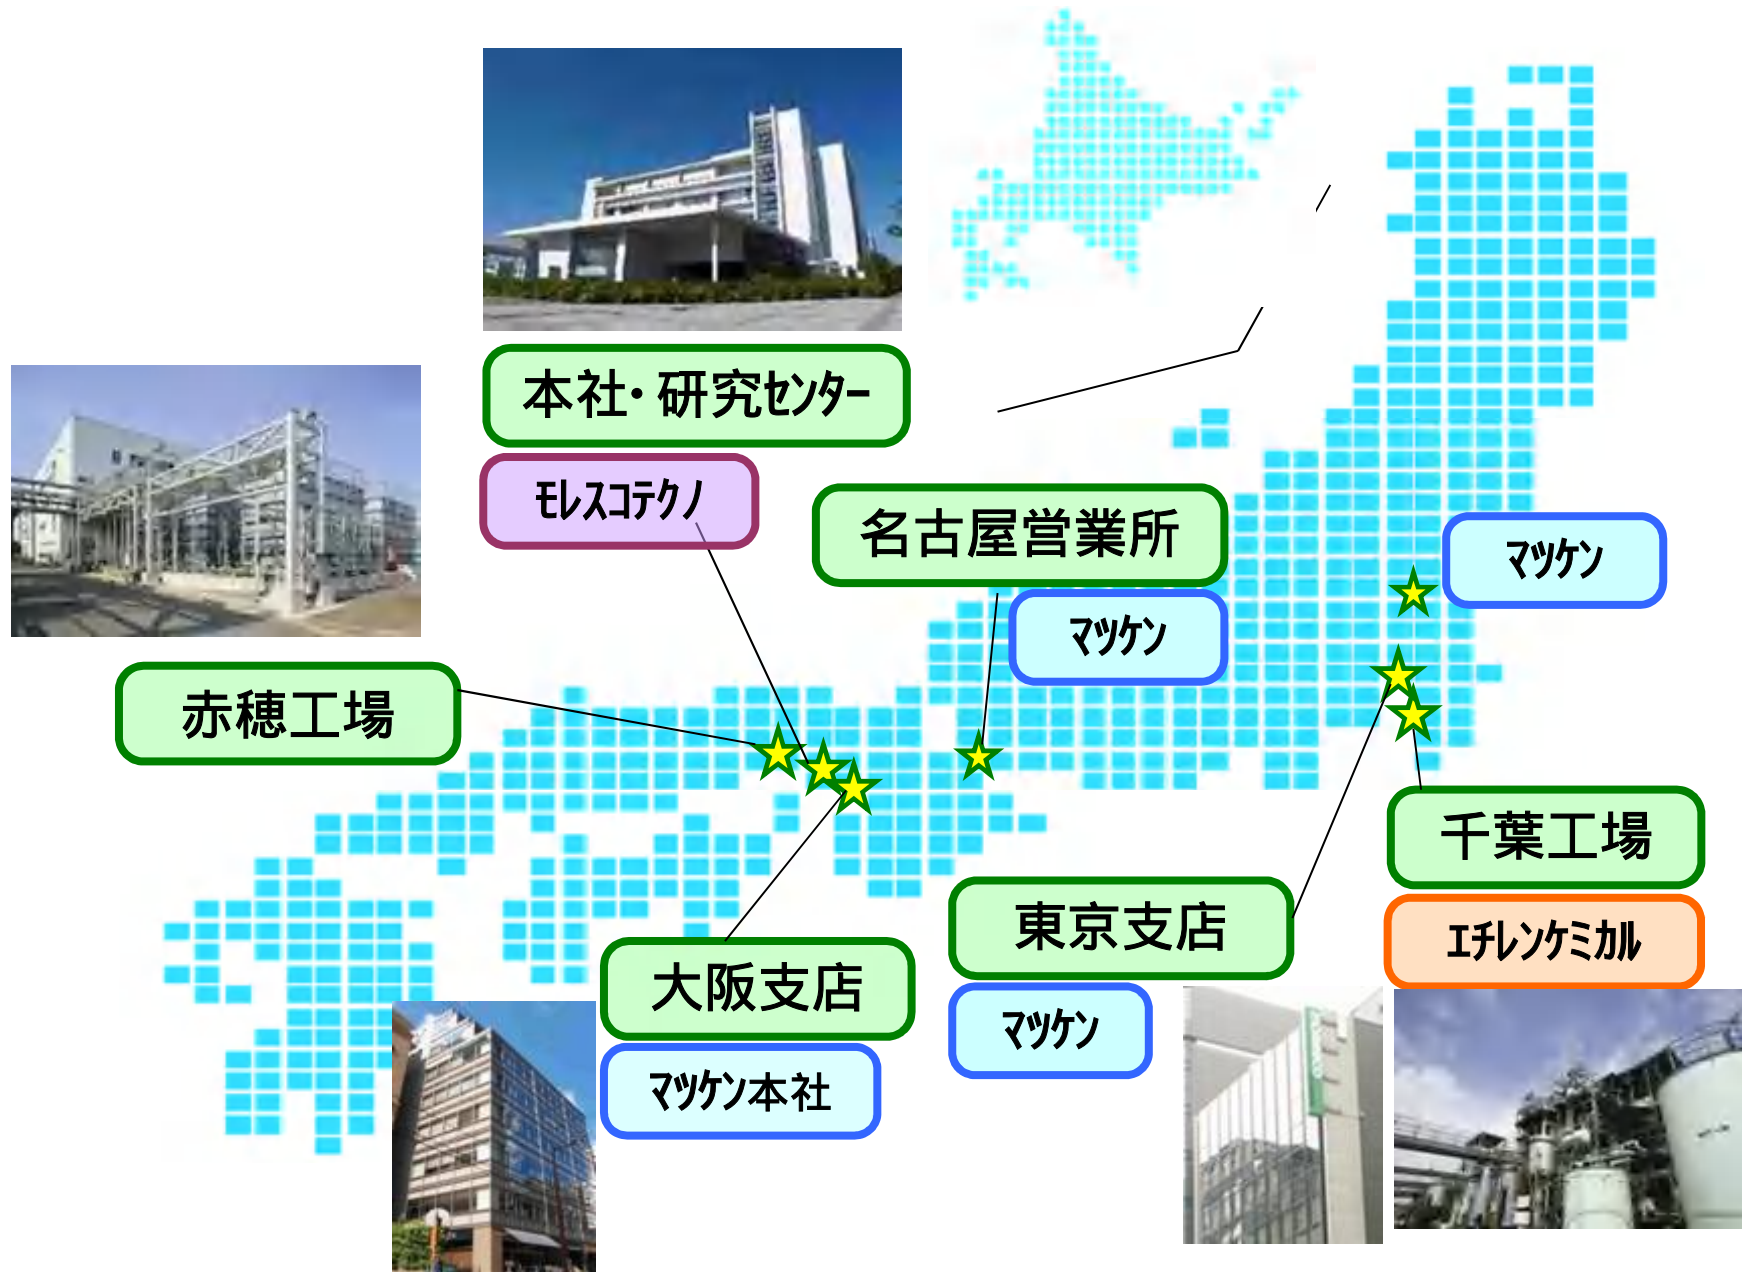 本社・研究ｾﾝﾀｰ
ﾓﾚｽｺﾃｸﾉ
名古屋営業所
ﾏﾂｹﾝ
ﾏﾂｹﾝ
赤穂工場
千葉工場
ｴﾁﾚﾝｹﾐｶﾙ
東京支店
ﾏﾂｹﾝ
大阪支店
ﾏﾂｹﾝ本社